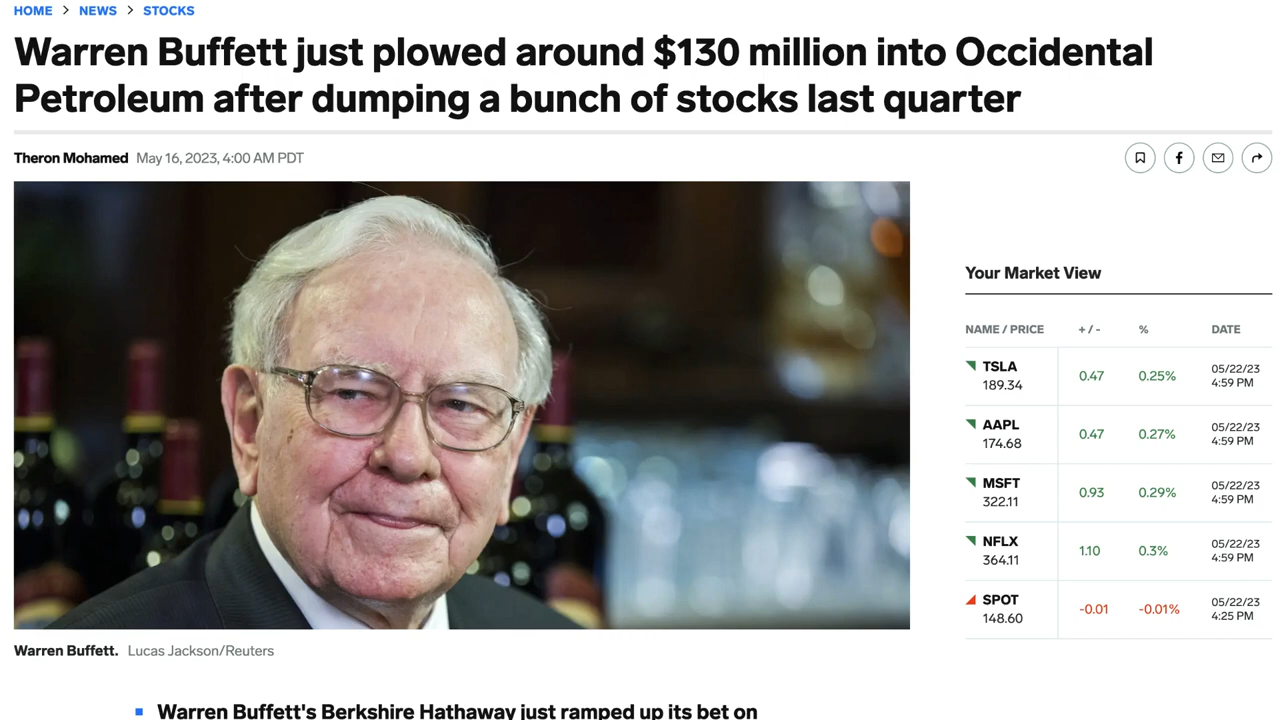 HOME > NEWS > STOCKS
Warren Buffett just plowed around $130 million into Occidental
Petroleum after dumping a bunch of stocks last quarter
Theron Mohamed May 16, 2023, 4:00 AM PDT
Your Market View
NAME / PRICE + / - % DATE
TSLA
189.34
0.47 0.25%
05/22/23
4:59 PM
AAPL
174.68
0.47 0.27%
05/22/23
4:59 PM
MSFT
322.11
0.93 0.29%
05/22/23
4:59 PM
NFLX
364.11
1.10 0.3%
05/22/23
4:59 PM
SPOT
148.60
-0.01 -0.01%
05/22/23
4:25 PM
Warren Buffett. Lucas Jackson/Reuters
Warren Buffett's Berkshire Hathaway just ramped up its bet on